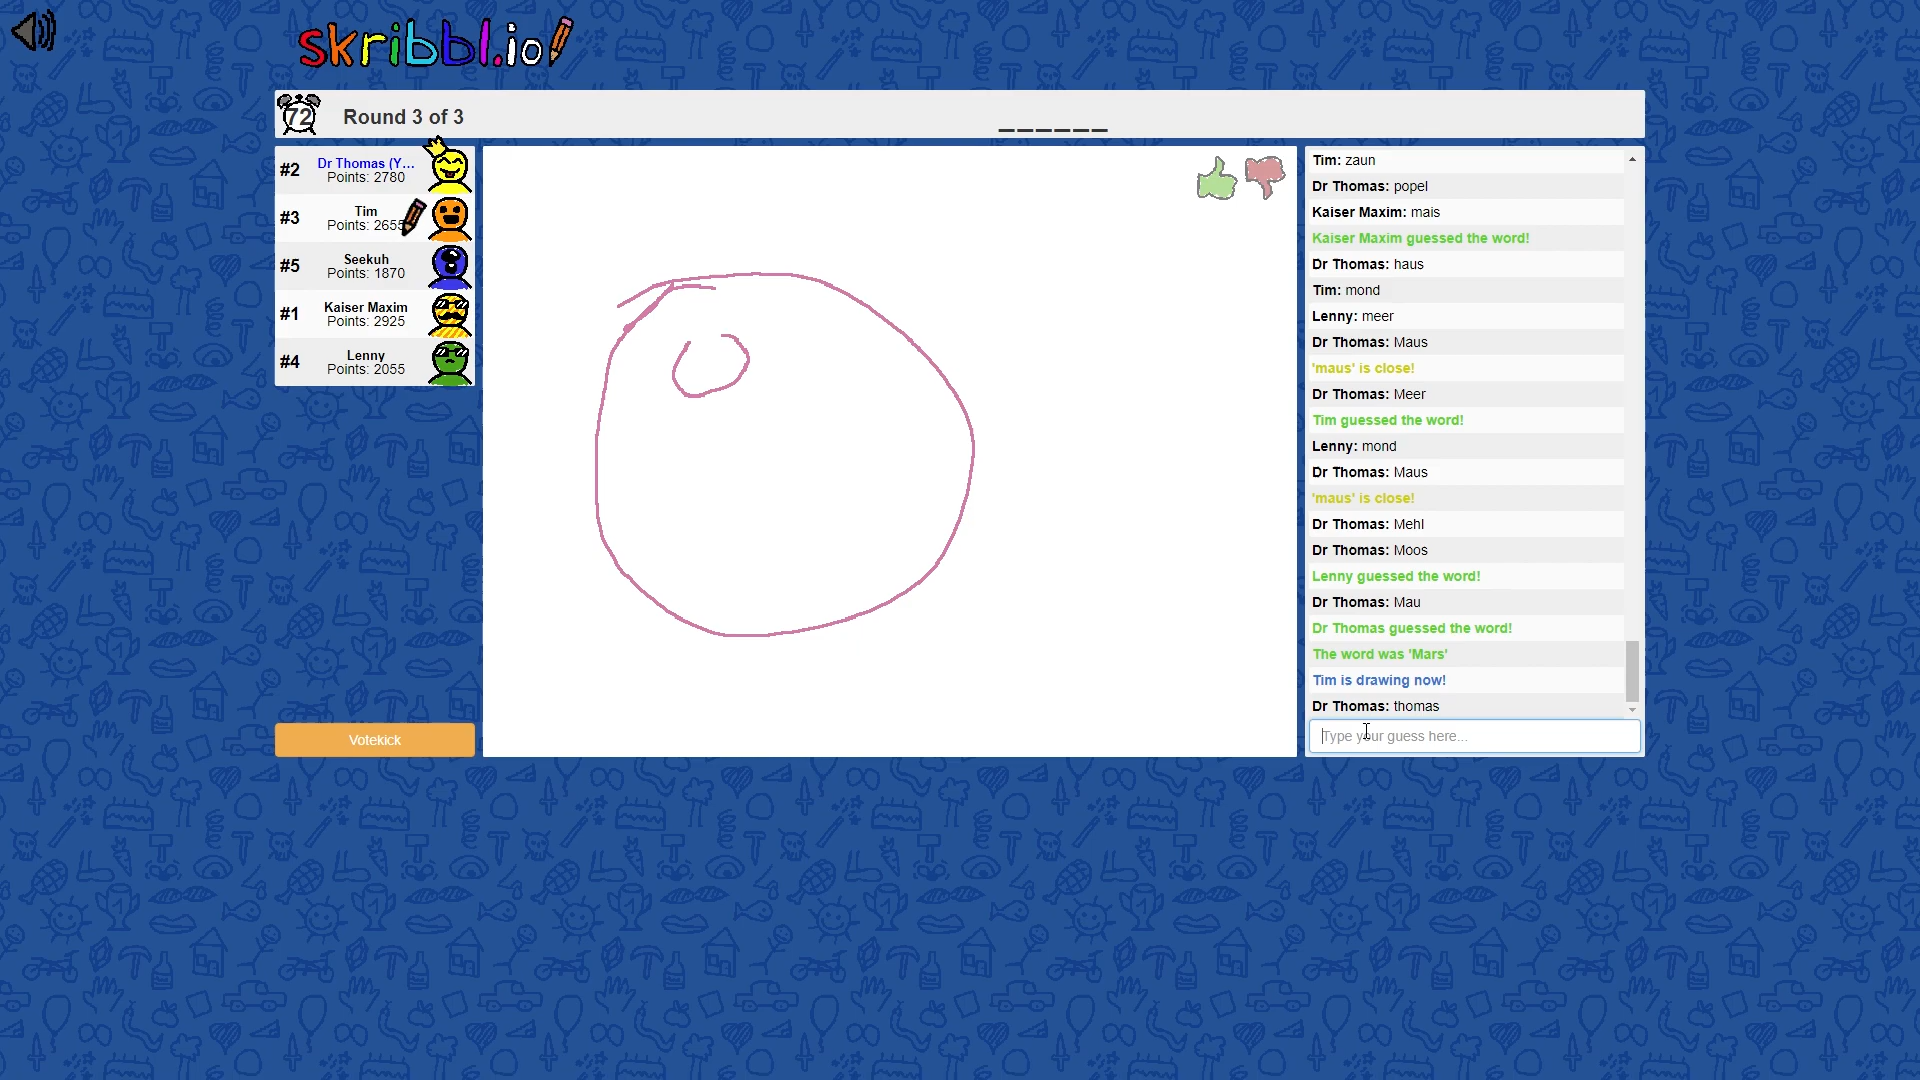 skribbl.io
72
Round 3 of 3
______
#2
Dr Thomas (Y...
Points: 2780
#3
Tim
Points: 2655
#5
Seekuh
Points: 1870
#1
Kaiser Maxim
Points: 2925
#4
Lenny
Points: 2055
Votekick
Tim: zaun
Dr Thomas: popel
Kaiser Maxim: mais
Kaiser Maxim guessed the word!
Dr Thomas: haus
Tim: mond
Lenny: meer
Dr Thomas: Maus
'maus' is close!
Dr Thomas: Meer
Tim guessed the word!
Lenny: mond
Dr Thomas: Maus
'maus' is close!
Dr Thomas: Mehl
Dr Thomas: Moos
Lenny guessed the word!
Dr Thomas: Mau
Dr Thomas guessed the word!
The word was 'Mars'
Tim is drawing now!
Dr Thomas: thomas
Type your guess here...